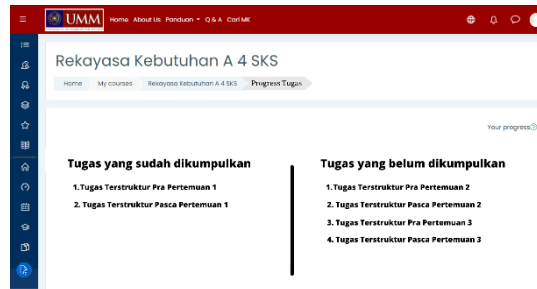 UMM Home About Us Panduan Q & A Cari MK
Rekayasa Kebutuhan A 4 SKS
Home My courses Rekayasa Kebutuhan A 4 SKS Progress Tugas
Your progress
Tugas yang sudah dikumpulkan
1.Tugas Terstruktur Pra Pertemuan 1
2. Tugas Terstruktur Pasca Pertemuan 1
Tugas yang belum dikumpulkan
1.Tugas Terstruktur Pra Pertemuan 2
2. Tugas Terstruktur Pasca Pertemuan 2
3. Tugas Terstruktur Pra Pertemuan 3
4. Tugas Terstruktur Pasca Pertemuan 3